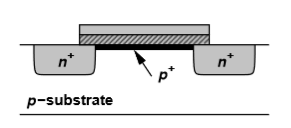 n+ n+
p+
p−substrate